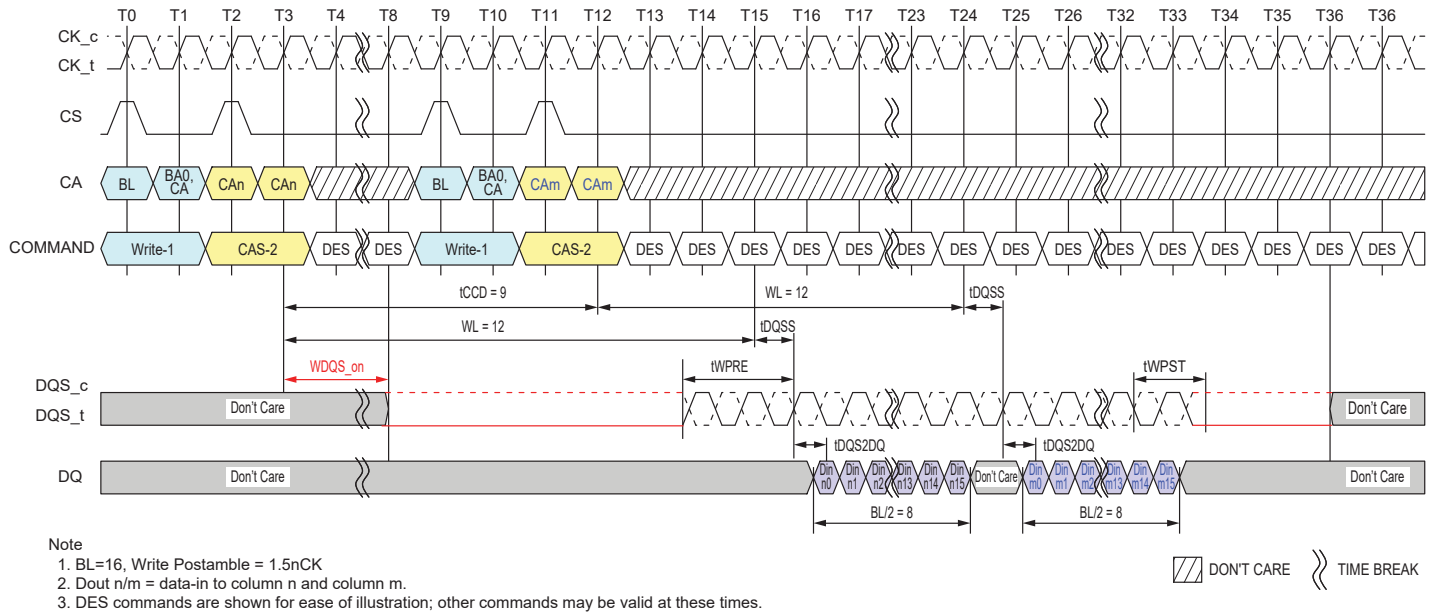 T0 T1 T2 T3 T4 T8 T9 T10 T11 T12 T13 T14 T15 T16 T17 T23 T24 T25 T26 T32 T33 T34 T35 T36 T36
CK_c
CK_t
CS
CA BL BA0, CA CAn CAn BL BA0, CA CAm CAm
COMMAND Write-1 CAS-2 DES DES Write-1 CAS-2 DES DES DES DES DES DES DES DES DES DES DES DES DES DES DES
tCCD = 9 WL = 12 tDQSS
WL = 12 tDQSS
WDQS_on tWPRE tWPST
DQS_c
DQS_t Don't Care Don't Care
tDQS2DQ tDQS2DQ
DQ Don't Care Din n0 Din n1 Din n2 Din n13 Din n14 Din n15 Don't Care Din m0 Din m1 Din m2 Din m13 Din m14 Din m15 Don't Care
BL/2 = 8 BL/2 = 8
Note
1. BL=16, Write Postamble = 1.5nCK
2. Dout n/m = data-in to column n and column m.
3. DES commands are shown for ease of illustration; other commands may be valid at these times.
DON'T CARE TIME BREAK